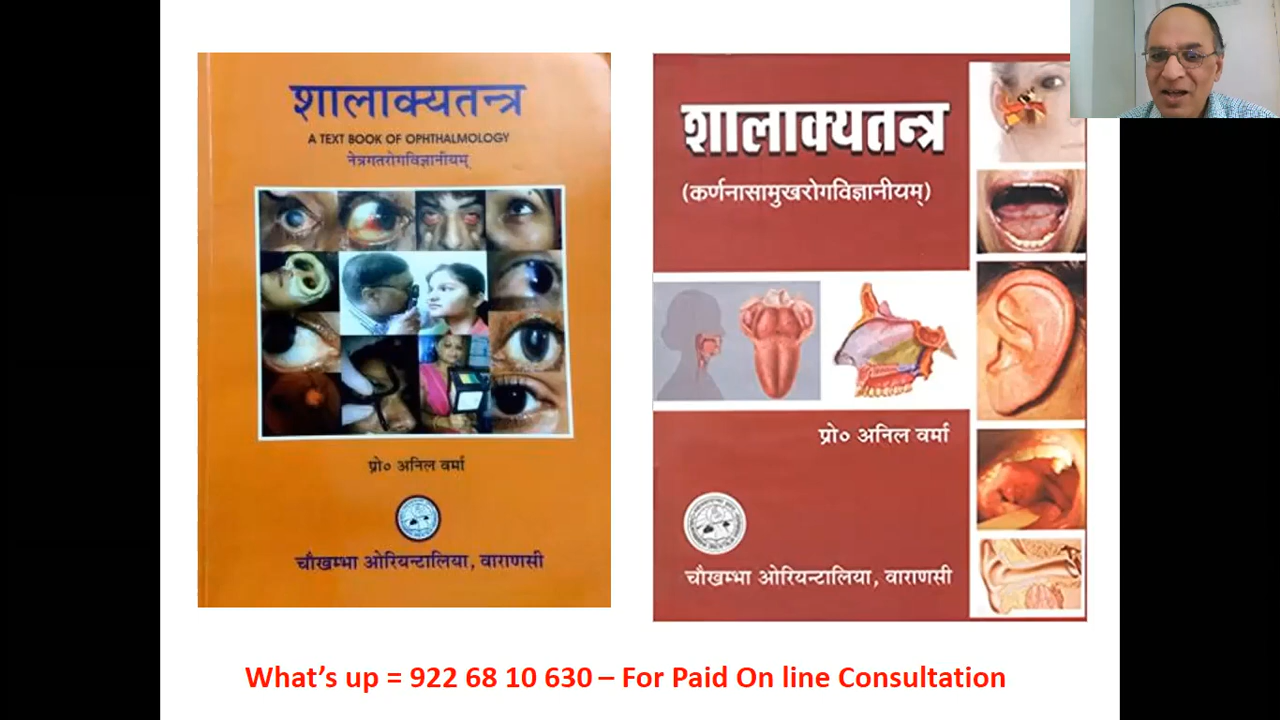 शालाक्यतन्त्र
A TEXT BOOK OF OPHTHALMOLOGY
नेत्रगतरोगविज्ञानीयम्
प्रो० अनिल वर्मा
चौखम्भा ओरियन्टालिया, वाराणसी
शालाक्यतन्त्र
(कर्णनासामुखरोगविज्ञानीयम्)
प्रो० अनिल वर्मा
चौखम्भा ओरियन्टालिया, वाराणसी
What’s up = 922 68 10 630 – For Paid On line Consultation